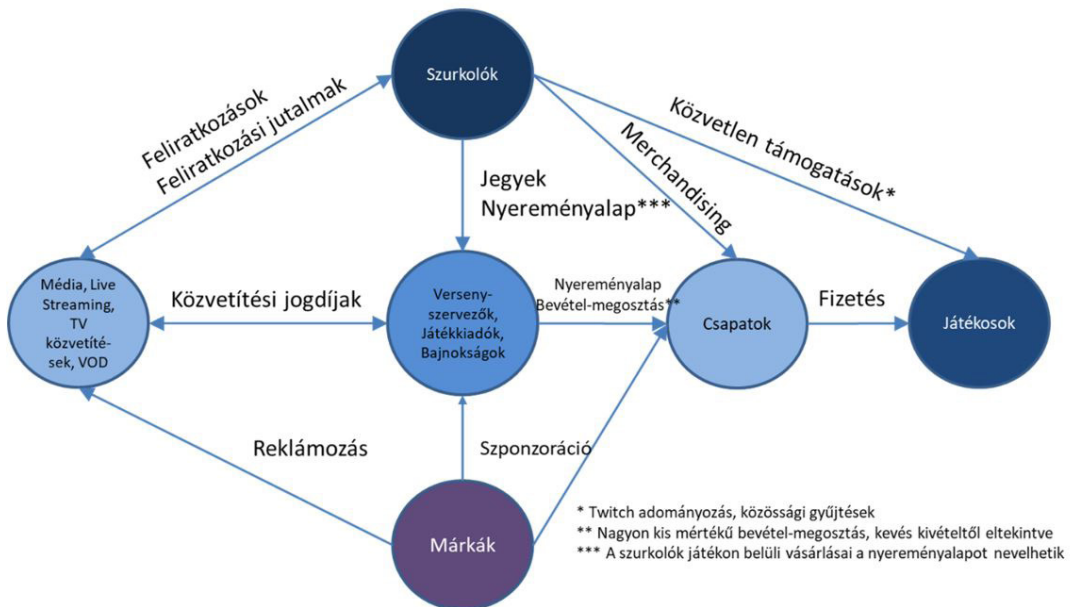 Szurkolók
Feliratkozások
Feliratkozási jutalmak
Közvetlen támogatások*
Merchandising
Jegyek
Nyereményalap***
Média, Live
Streaming,
TV
közvetíté-
sek, VOD
Közvetítési jogdíjak
Verseny-
szervezők,
Játékkiadók,
Bajnokságok
Nyereményalap
Bevétel-megosztás**
Csapatok
Fizetés
Játékosok
Reklámozás
Szponzoráció
Márkák
* Twitch adományozás, közösségi gyűjtések
** Nagyon kis mértékű bevétel-megosztás, kevés kivételtől eltekintve
*** A szurkolók játékon belüli vásárlásai a nyereményalapot nevelhetik